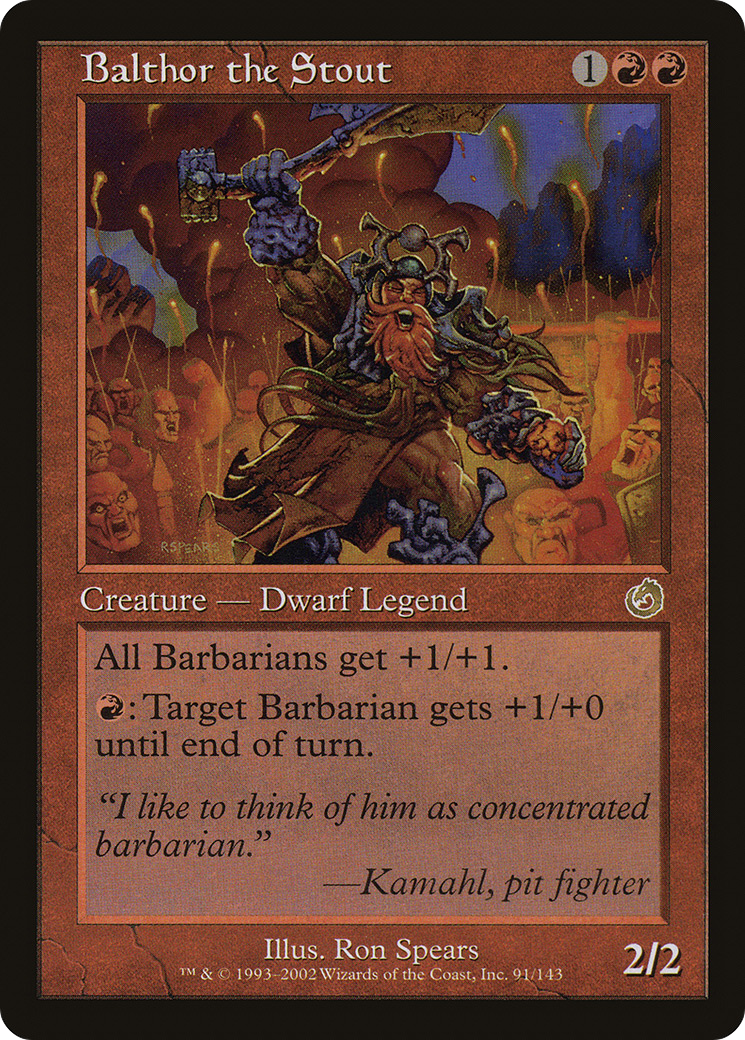 Balthor the Stout 1
RSPEARS
Creature — Dwarf Legend
All Barbarians get +1/+1.
: Target Barbarian gets +1/+0
until end of turn.
“I like to think of him as concentrated
barbarian.”
—Kamahl, pit fighter
Illus. Ron Spears
™ & © 1993–2002 Wizards of the Coast, Inc. 91/143
2/2